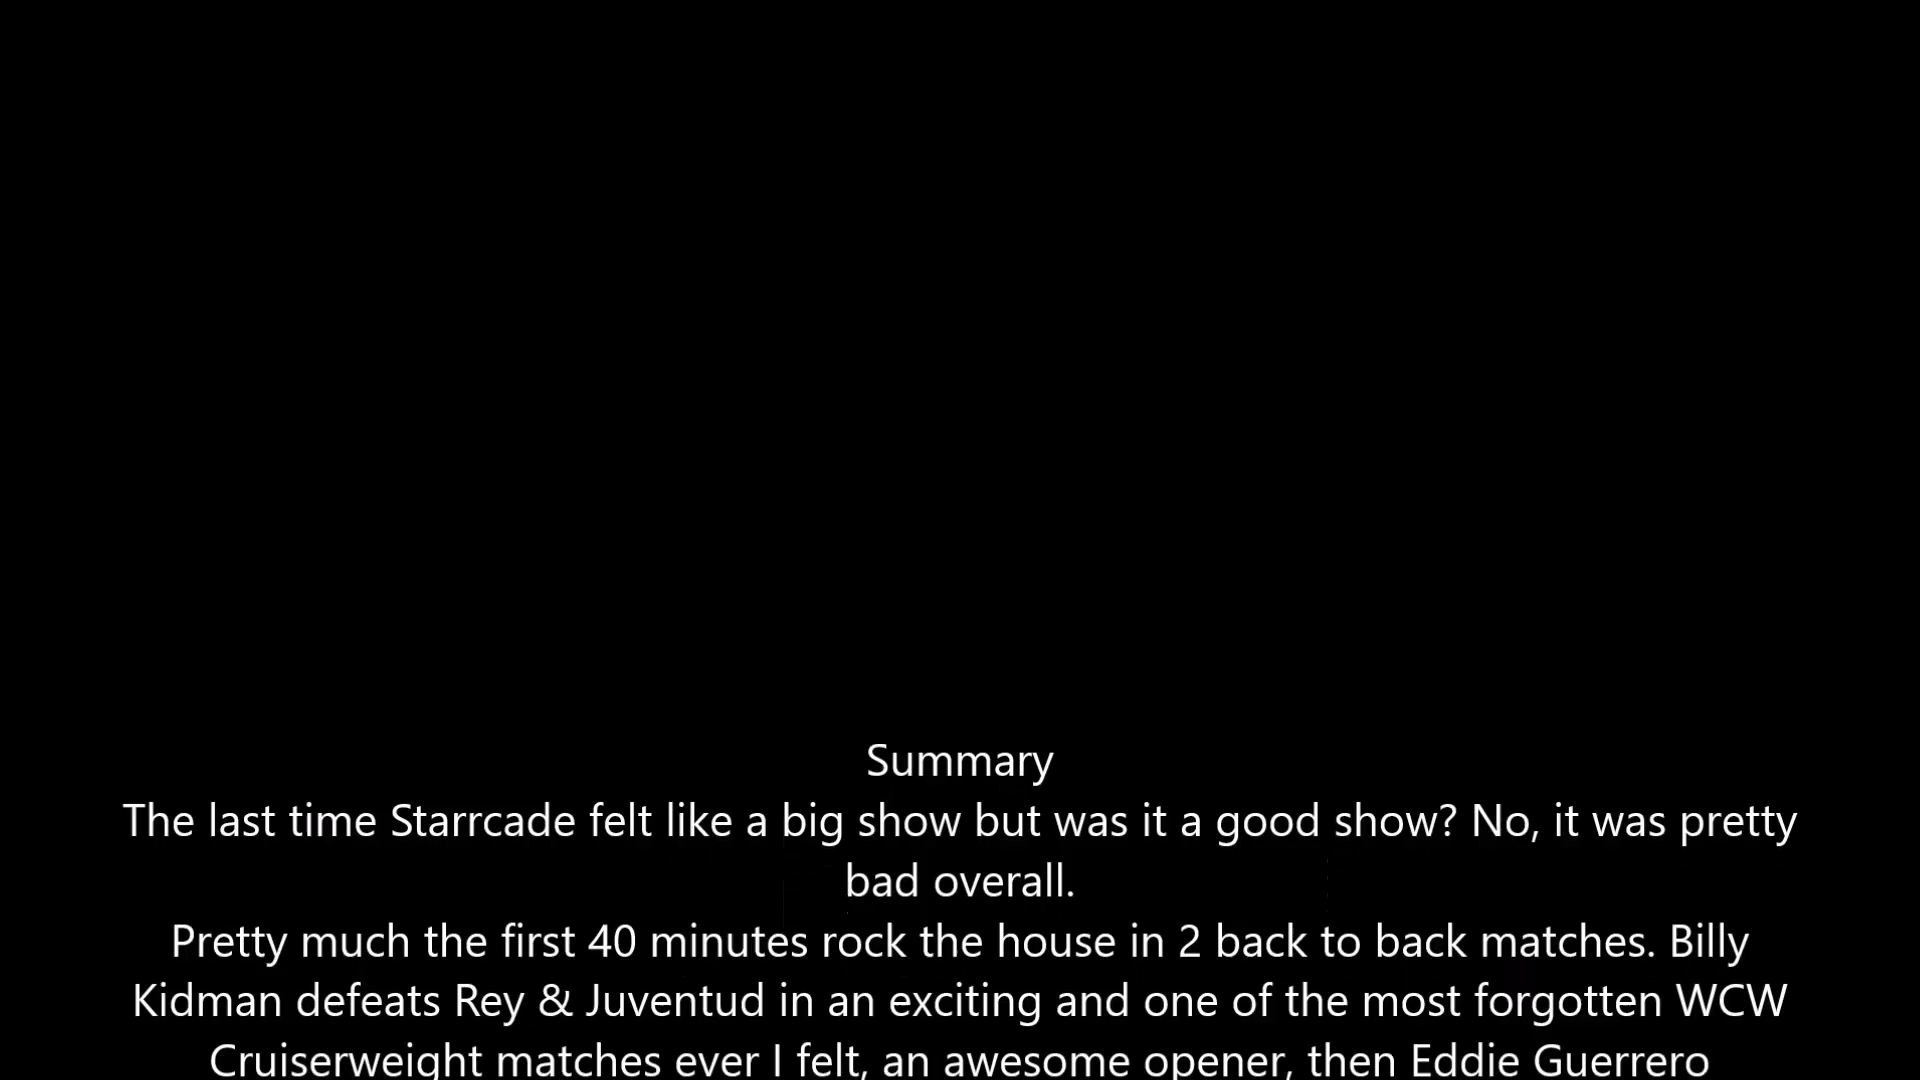 Summary
The last time Starrcade felt like a big show but was it a good show? No, it was pretty
bad overall.
Pretty much the first 40 minutes rock the house in 2 back to back matches. Billy
Kidman defeats Rey & Juventud in an exciting and one of the most forgotten WCW
Cruiserweight matches ever I felt, an awesome opener, then Eddie Guerrero